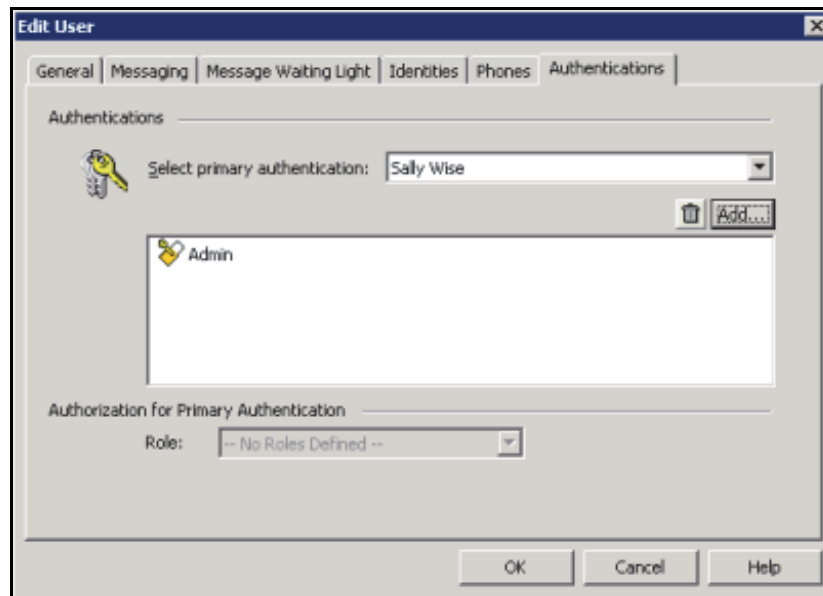 Edit User
General Messaging Message Waiting Light Identities Phones Authentications
Authentications
Select primary authentication: Sally Wise
Add...
Admin
Authorization for Primary Authentication
Role: -- No Roles Defined --
OK Cancel Help